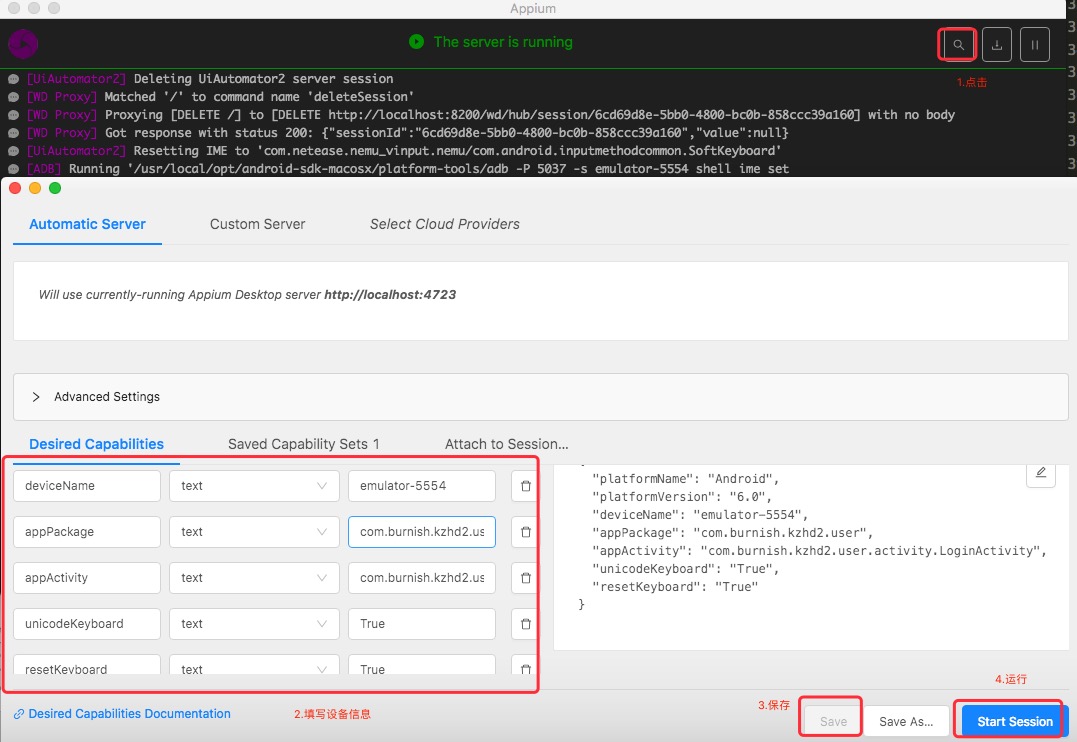 Appium
The server is running
1.点击
[UiAutomator2] Deleting UiAutomator2 server session
[WD Proxy] Matched '/' to command name 'deleteSession'
[WD Proxy] Proxying [DELETE /] to [DELETE http://localhost:8200/wd/hub/session/6cd69d8e-5bb0-4800-bc0b-858ccc39a160] with no body
[WD Proxy] Got response with status 200: {"sessionId":"6cd69d8e-5bb0-4800-bc0b-858ccc39a160","value":null}
[UiAutomator2] Resetting IME to 'com.netease.nemu_vinput.nemu/com.android.inputmethodcommon.SoftKeyboard'
[ADB] Running '/usr/local/opt/android-sdk-macosx/platform-tools/adb -P 5037 -s emulator-5554 shell ime set
Automatic Server Custom Server Select Cloud Providers
Will use currently-running Appium Desktop server http://localhost:4723
Advanced Settings
Desired Capabilities Saved Capability Sets 1 Attach to Session...
deviceName text emulator-5554
appPackage text com.burnish.kzhd2.us
appActivity text com.burnish.kzhd2.us
unicodeKeyboard text True
resetKeyboard text True
"platformName": "Android",
"platformVersion": "6.0",
"deviceName": "emulator-5554",
"appPackage": "com.burnish.kzhd2.user",
"appActivity": "com.burnish.kzhd2.user.activity.LoginActivity",
"unicodeKeyboard": "True",
"resetKeyboard": "True"
}
4.运行
Desired Capabilities Documentation 2.填写设备信息 3.保存 Save Save As... Start Session